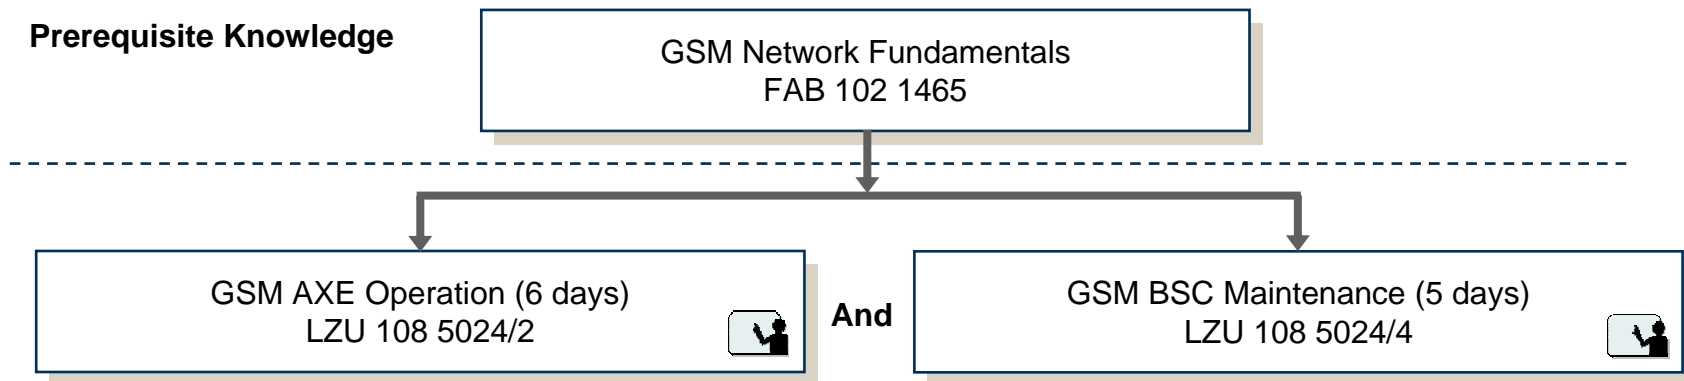 Prerequisite Knowledge
GSM Network Fundamentals
FAB 102 1465
GSM AXE Operation (6 days)
LZU 108 5024/2
And
GSM BSC Maintenance (5 days)
LZU 108 5024/4